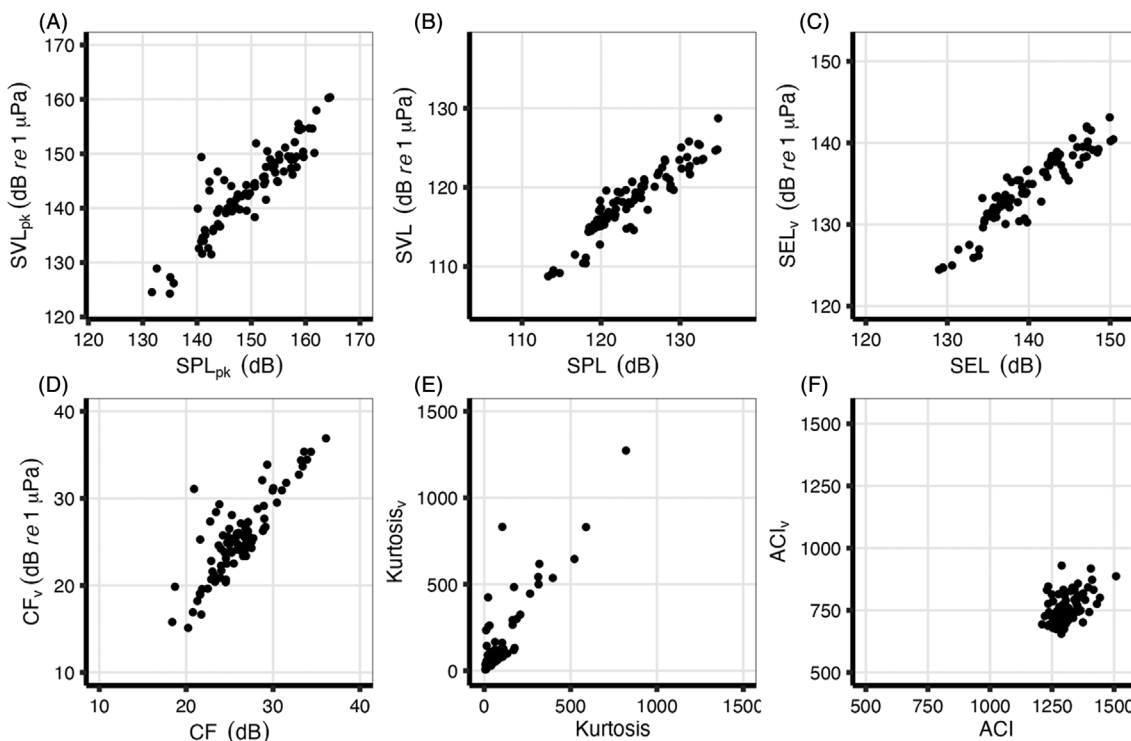 (A)
170
160
150
140
130
120
SVLpk (dB re 1 μPa)
120 130 140 150 160 170
SPLpk (dB)
(B)
130
120
110
SVL (dB re 1 μPa)
110 120 130
SPL (dB)
(C)
150
140
130
120
SELv (dB re 1 μPa)
120 130 140 150
SEL (dB)
(D)
40
30
20
10
CFv (dB re 1 μPa)
10 20 30 40
CF (dB)
(E)
1500
1000
500
0
Kurtosisv
0 500 1000 1500
Kurtosis
(F)
1500
1250
1000
750
500
ACIv
500 750 1000 1250 1500
ACI